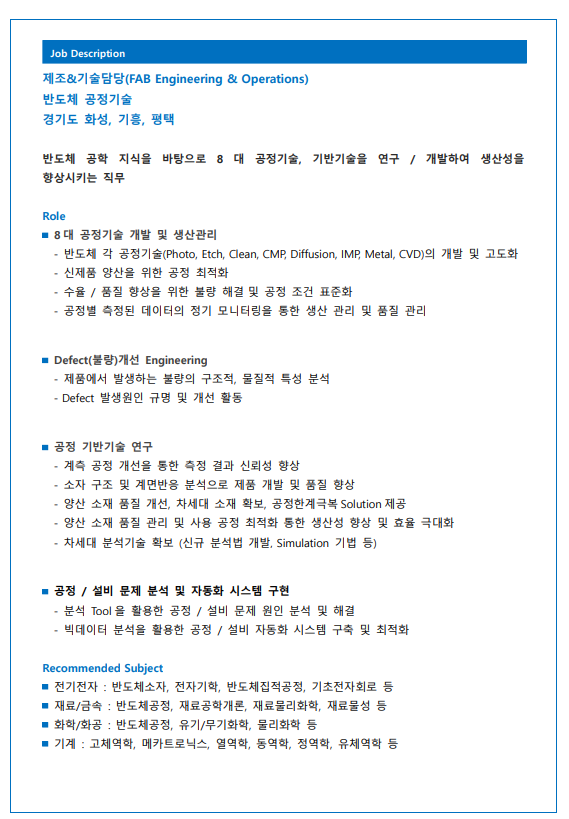 Job Description
제조&기술담당(FAB Engineering & Operations)
반도체 공정기술
경기도 화성, 기흥, 평택
반도체 공학 지식을 바탕으로 8 대 공정기술, 기반기술을 연구 / 개발하여 생산성을
향상시키는 직무
Role
■ 8 대 공정기술 개발 및 생산관리
- 반도체 각 공정기술(Photo, Etch, Clean, CMP, Diffusion, IMP, Metal, CVD)의 개발 및 고도화
- 신제품 양산을 위한 공정 최적화
- 수율 / 품질 향상을 위한 불량 해결 및 공정 조건 표준화
- 공정별 측정된 데이터의 정기 모니터링을 통한 생산 관리 및 품질 관리
■ Defect(불량)개선 Engineering
- 제품에서 발생하는 불량의 구조적, 물질적 특성 분석
- Defect 발생원인 규명 및 개선 활동
■ 공정 기반기술 연구
- 계측 공정 개선을 통한 측정 결과 신뢰성 향상
- 소자 구조 및 계면반응 분석으로 제품 개발 및 품질 향상
- 양산 소재 품질 개선, 차세대 소재 확보, 공정한계극복 Solution 제공
- 양산 소재 품질 관리 및 사용 공정 최적화 통한 생산성 향상 및 효율 극대화
- 차세대 분석기술 확보 (신규 분석법 개발, Simulation 기법 등)
■ 공정 / 설비 문제 분석 및 자동화 시스템 구현
- 분석 Tool 을 활용한 공정 / 설비 문제 원인 분석 및 해결
- 빅데이터 분석을 활용한 공정 / 설비 자동화 시스템 구축 및 최적화
Recommended Subject
■ 전기전자 : 반도체소자, 전자기학, 반도체집적공정, 기초전자회로 등
■ 재료/금속 : 반도체공정, 재료공학개론, 재료물리화학, 재료물성 등
■ 화학/화공 : 반도체공정, 유기/무기화학, 물리화학 등
■ 기계 : 고체역학, 메카트로닉스, 열역학, 동역학, 정역학, 유체역학 등